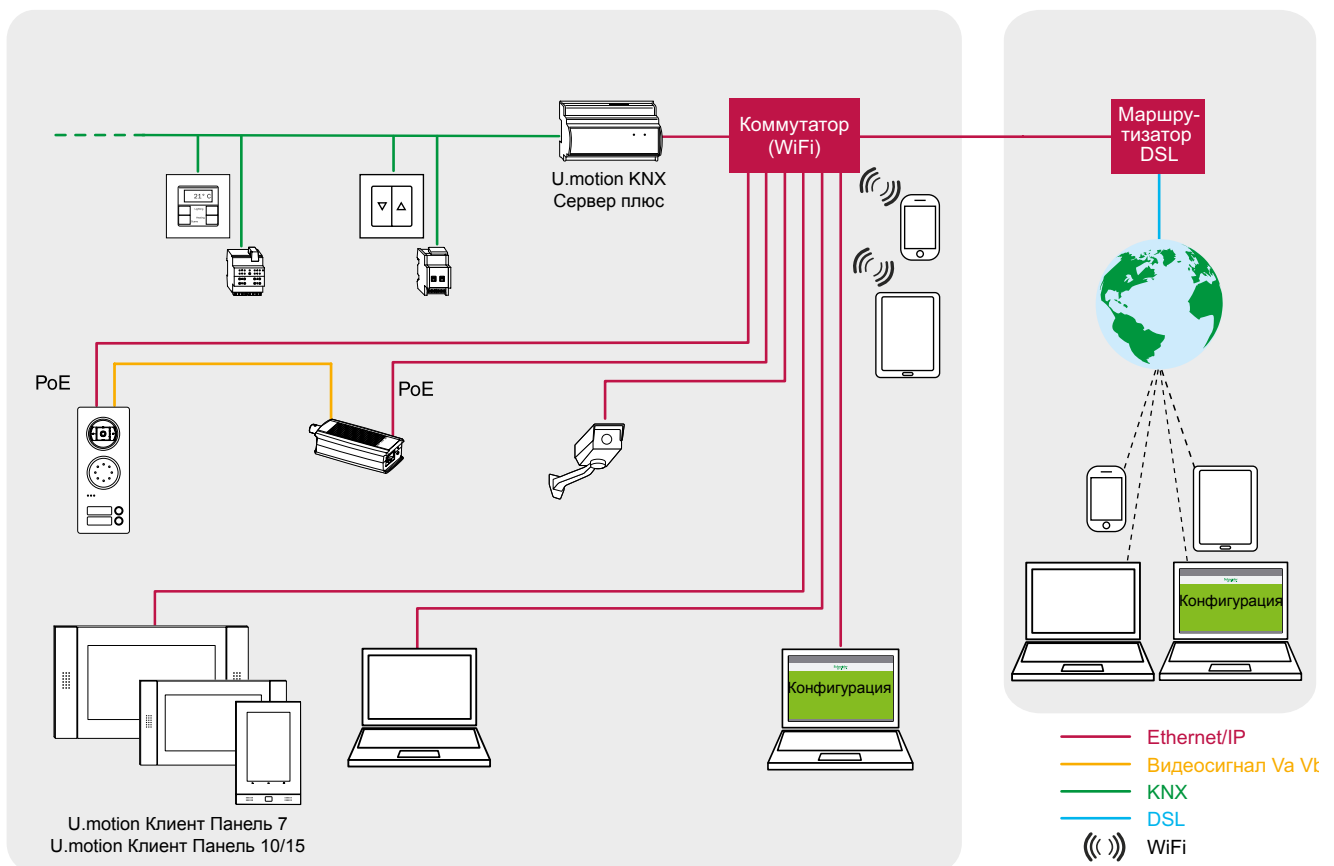 Коммутатор
(WiFi)
Маршру-
тизатор
DSL
U.motion KNX
Сервер плюс
21° C
PoE
PoE
Конфигурация
Конфигурация
U.motion Клиент Панель 7
U.motion Клиент Панель 10/15
Ethernet/IP
Видеосигнал Va Vb
KNX
DSL
WiFi